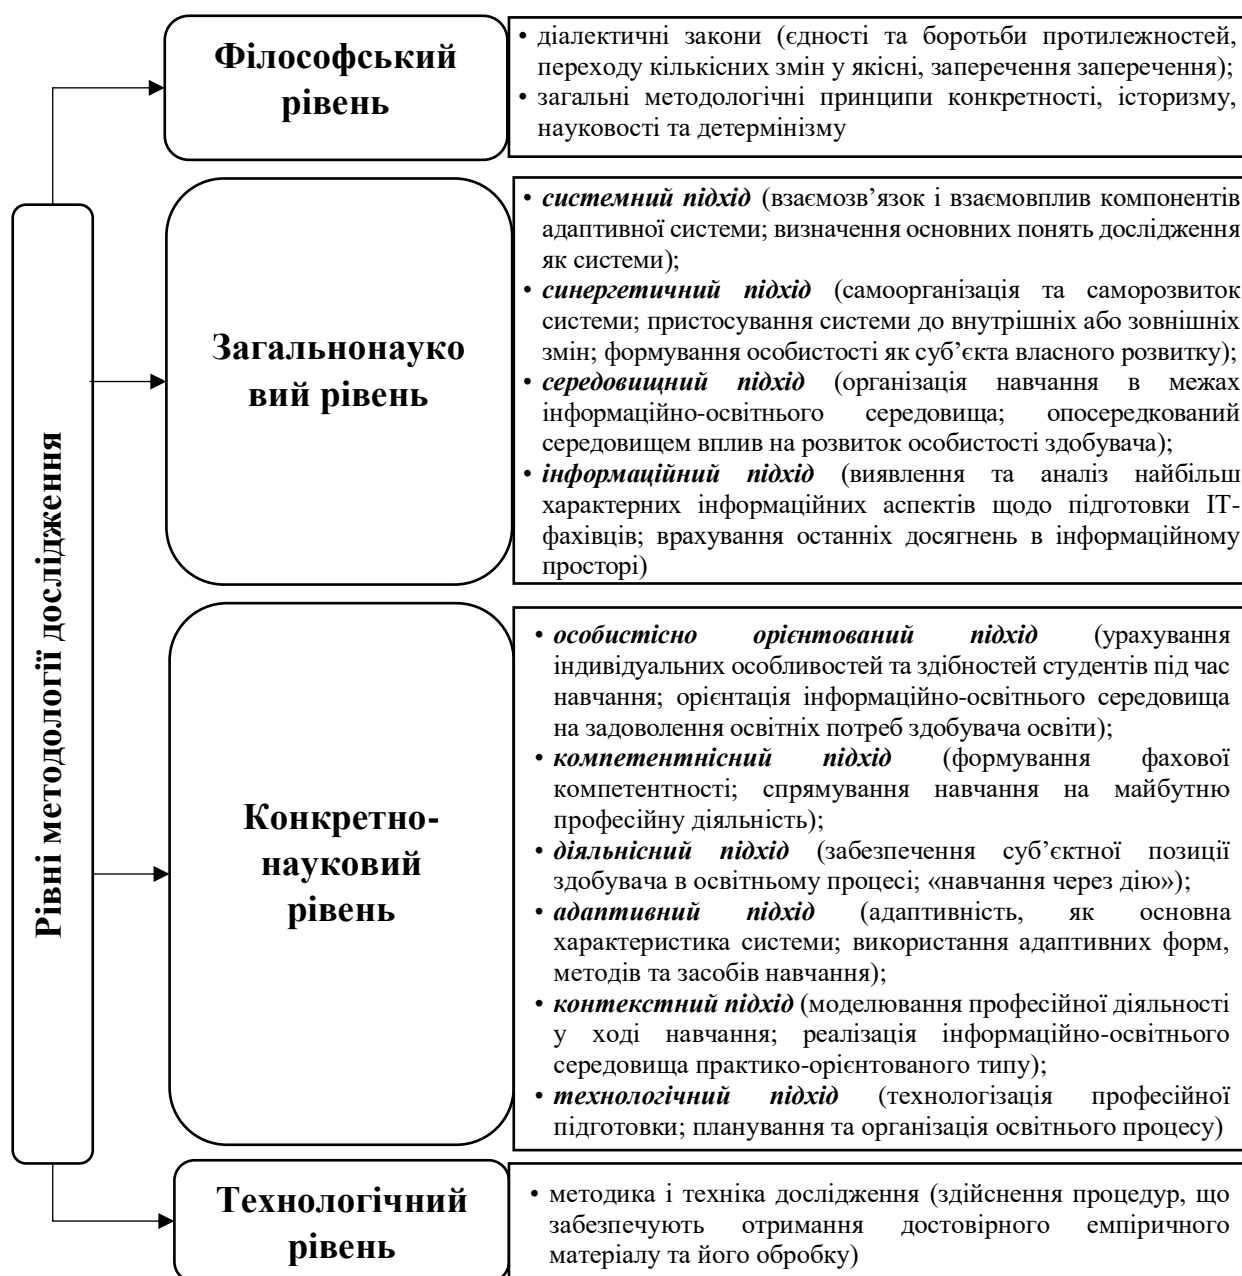 Рівні методології дослідження
Філософський
рівень
• діалектичні закони (єдності та боротьби протилежностей,
переходу кількісних змін у якісні, заперечення заперечення);
• загальні методологічні принципи конкретності, історизму,
науковості та детермінізму
Загальнонауко
вий рівень
• системний підхід (взаємозв’язок і взаємовплив компонентів
адаптивної системи; визначення основних понять дослідження
як системи);
• синергетичний підхід (самоорганізація та саморозвиток
системи; пристосування системи до внутрішніх або зовнішніх
змін; формування особистості як суб’єкта власного розвитку);
• середовищний підхід (організація навчання в межах
інформаційно-освітнього середовища; опосередкований
середовищем вплив на розвиток особистості здобувача);
• інформаційний підхід (виявлення та аналіз найбільш
характерних інформаційних аспектів щодо підготовки ІТ-
фахівців; врахування останніх досягнень в інформаційному
просторі)
Конкретно-
науковий
рівень
• особистісно орієнтований підхід (урахування
індивідуальних особливостей та здібностей студентів під час
навчання; орієнтація інформаційно-освітнього середовища
на задоволення освітніх потреб здобувача освіти);
• компетентнісний підхід (формування фахової
компетентності; спрямування навчання на майбутню
професійну діяльність);
• діяльнісний підхід (забезпечення суб’єктної позиції
здобувача в освітньому процесі; «навчання через дію»);
• адаптивний підхід (адаптивність, як основна
характеристика системи; використання адаптивних форм,
методів та засобів навчання);
• контекстний підхід (моделювання професійної діяльності
у ході навчання; реалізація інформаційно-освітнього
середовища практико-орієнтованого типу);
• технологічний підхід (технологізація професійної
підготовки; планування та організація освітнього процесу)
Технологічний
рівень
• методика і техніка дослідження (здійснення процедур, що
забезпечують отримання достовірного емпіричного
матеріалу та його обробку)